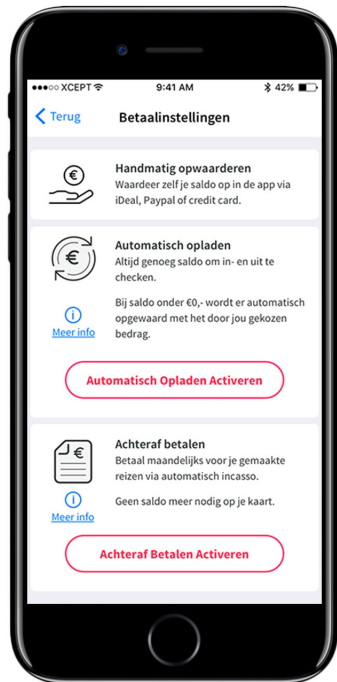 XCEPT 9:41 AM 42%
Terug Betaalinstellingen
Handmatig opwaarderen
Waardeer zelf je saldo op in de app via
iDeal, Paypal of credit card.
Automatisch opladen
Altijd genoeg saldo om in- en uit te
checken.
Bij saldo onder €0,- wordt er automatisch
opgewaard met het door jou gekozen
bedrag.
Meer info
Automatisch Opladen Activeren
Achteraf betalen
Betaal maandelijks voor je gemaakte
reizen via automatisch incasso.
Geen saldo meer nodig op je kaart.
Meer info
Achteraf Betalen Activeren